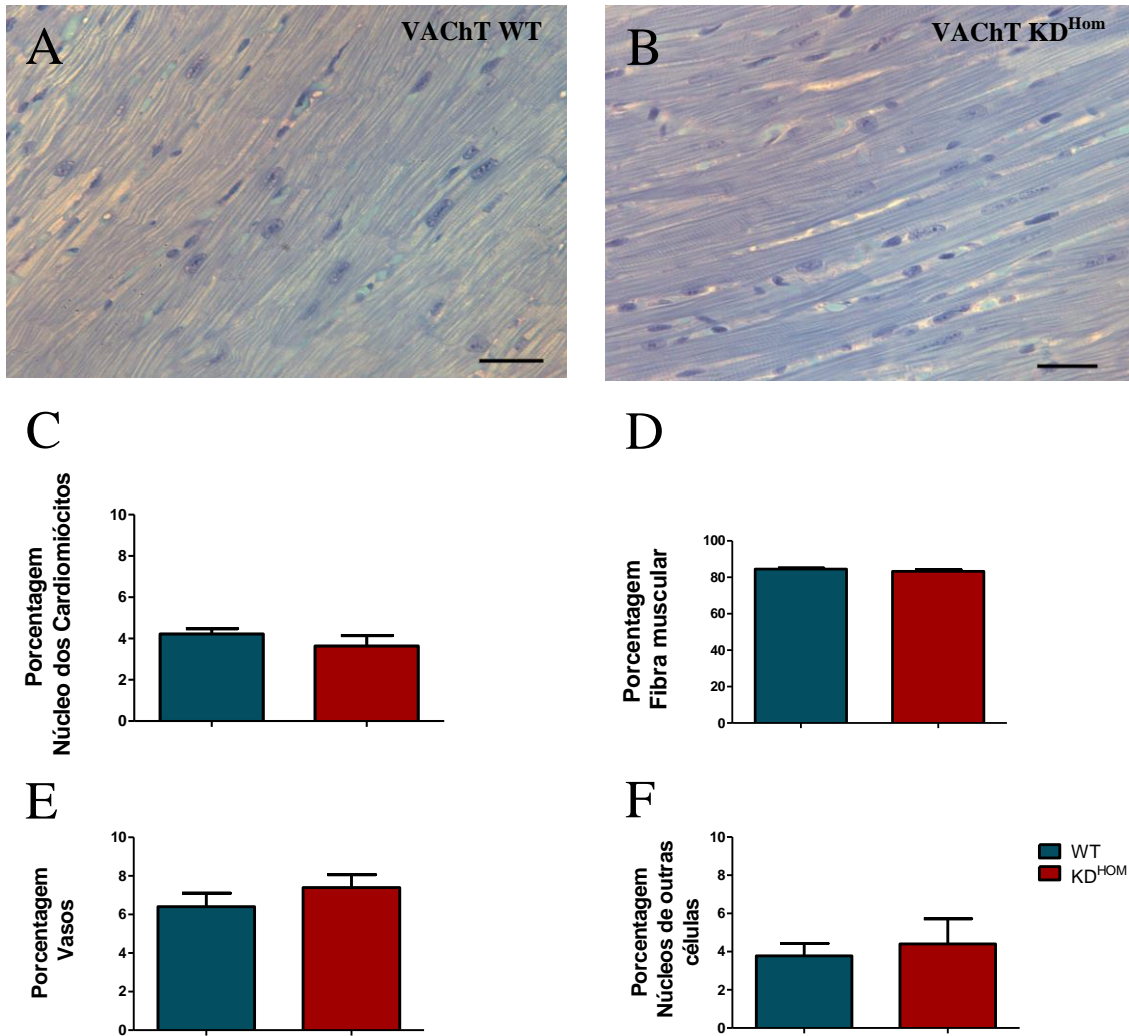 A
VAChT WT
B
VAChT KD^Hom
C
Porcentagem
Núcleo dos Cardiomiócitos
10
8
6
4
2
0
D
Porcentagem
Fibra muscular
100
80
60
40
20
0
E
Porcentagem
Vasos
10
8
6
4
2
0
F
Porcentagem
Núcleos de outras
células
10
8
6
4
2
0
WT
KD^HOM